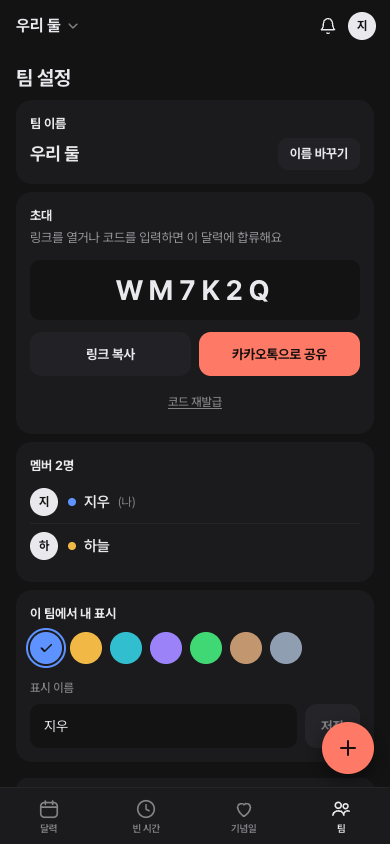 우리 둘
지
팀 설정
팀 이름
우리 둘
이름 바꾸기
초대
링크를 열거나 코드를 입력하면 이 달력에 합류해요
WM7K2Q
링크 복사
카카오톡으로 공유
코드 재발급
멤버 2명
지
지우 (나)
하
하늘
이 팀에서 내 표시
표시 이름
지우
달력
빈 시간
기념일
팀